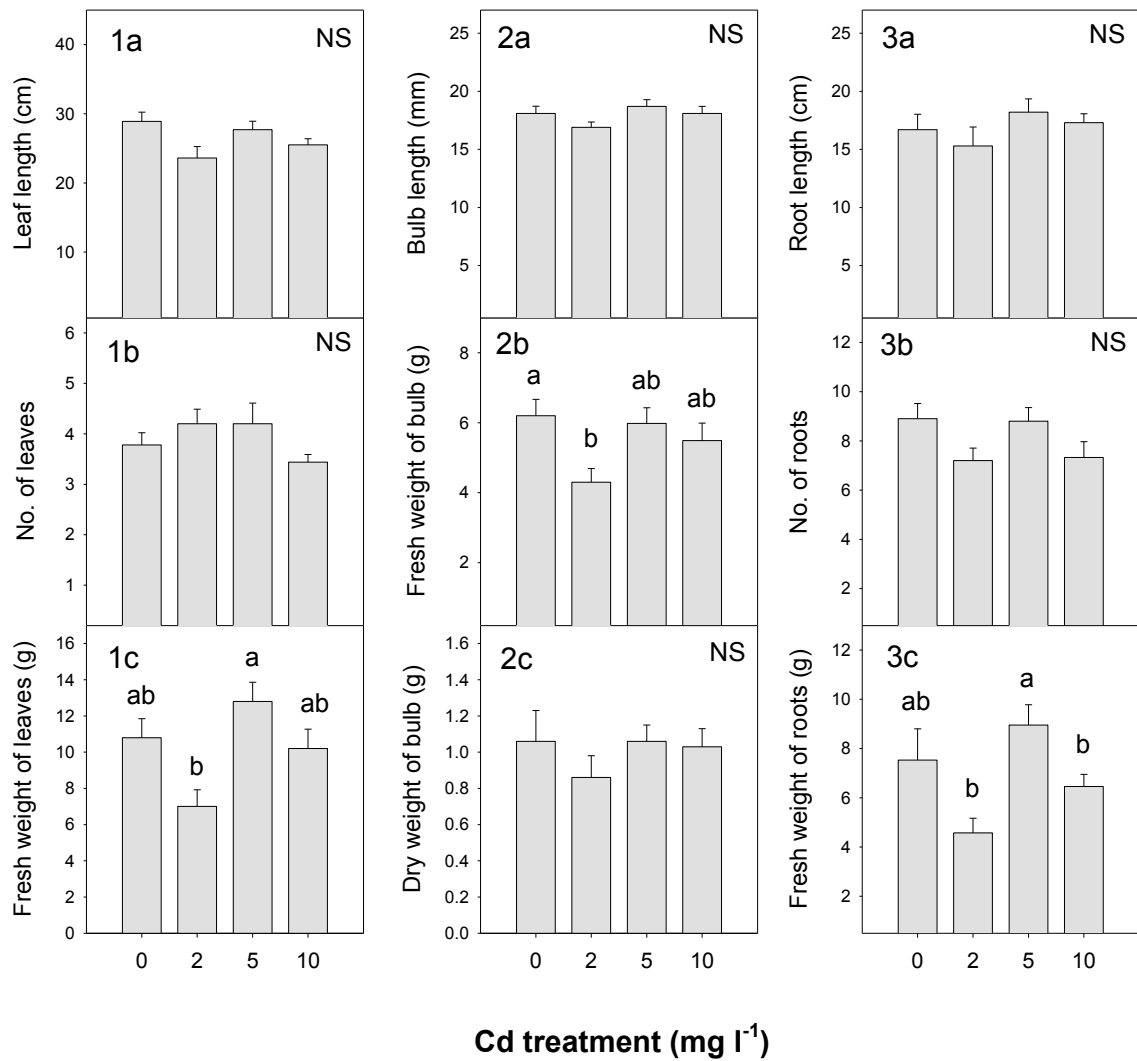 1a
NS
Leaf length (cm)
40
30
20
10
2a
NS
Bulb length (mm)
25
20
15
10
5
3a
NS
Root length (cm)
25
20
15
10
5
1b
NS
No. of leaves
6
5
4
3
2
1
2b
a
b
ab
ab
Fresh weight of bulb (g)
8
6
4
2
3b
NS
No. of roots
12
10
8
6
4
2
1c
ab
b
a
ab
Fresh weight of leaves (g)
16
14
12
10
8
6
4
2
0
0 2 5 10
2c
NS
Dry weight of bulb (g)
1.6
1.4
1.2
1.0
0.8
0.6
0.4
0.2
0.0
0 2 5 10
3c
ab
b
a
b
Fresh weight of roots (g)
12
10
8
6
4
2
0 2 5 10
Cd treatment (mg l⁻¹)